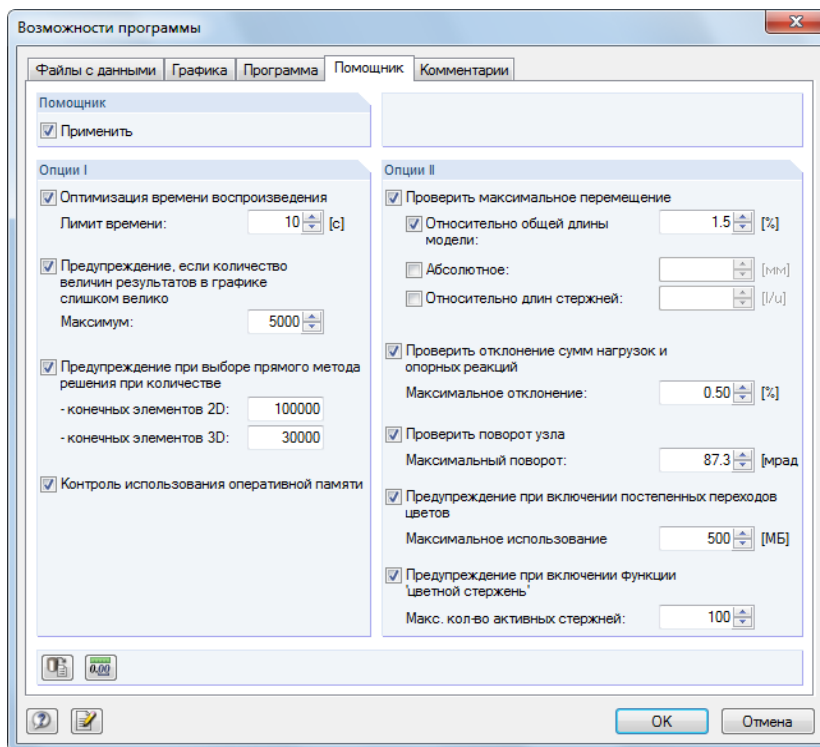 Возможности программы
Файлы с данными
Графика
Программа
Помощник
Комментарии
Помощник
Применить
Опции I
Оптимизация времени воспроизведения
Лимит времени: 10 [с]
Предупреждение, если количество
величин результатов в графике
слишком велико
Максимум: 5000
Предупреждение при выборе прямого метода
решения при количестве
- конечных элементов 2D: 100000
- конечных элементов 3D: 30000
Контроль использования оперативной памяти
Опции II
Проверить максимальное перемещение
Относительно общей длины 1.5 [%]
модели:
Абсолютное: [мм]
Относительно длин стержней: [l/u]
Проверить отклонение сумм нагрузок и
опорных реакций
Максимальное отклонение: 0.50 [%]
Проверить поворот узла
Максимальный поворот: 87.3 [мрад
Предупреждение при включении постепенных переходов
цветов
Максимальное использование 500 [МБ]
Предупреждение при включении функции
'цветной стержень'
Макс. кол-во активных стержней: 100
0.00
OK
Отмена